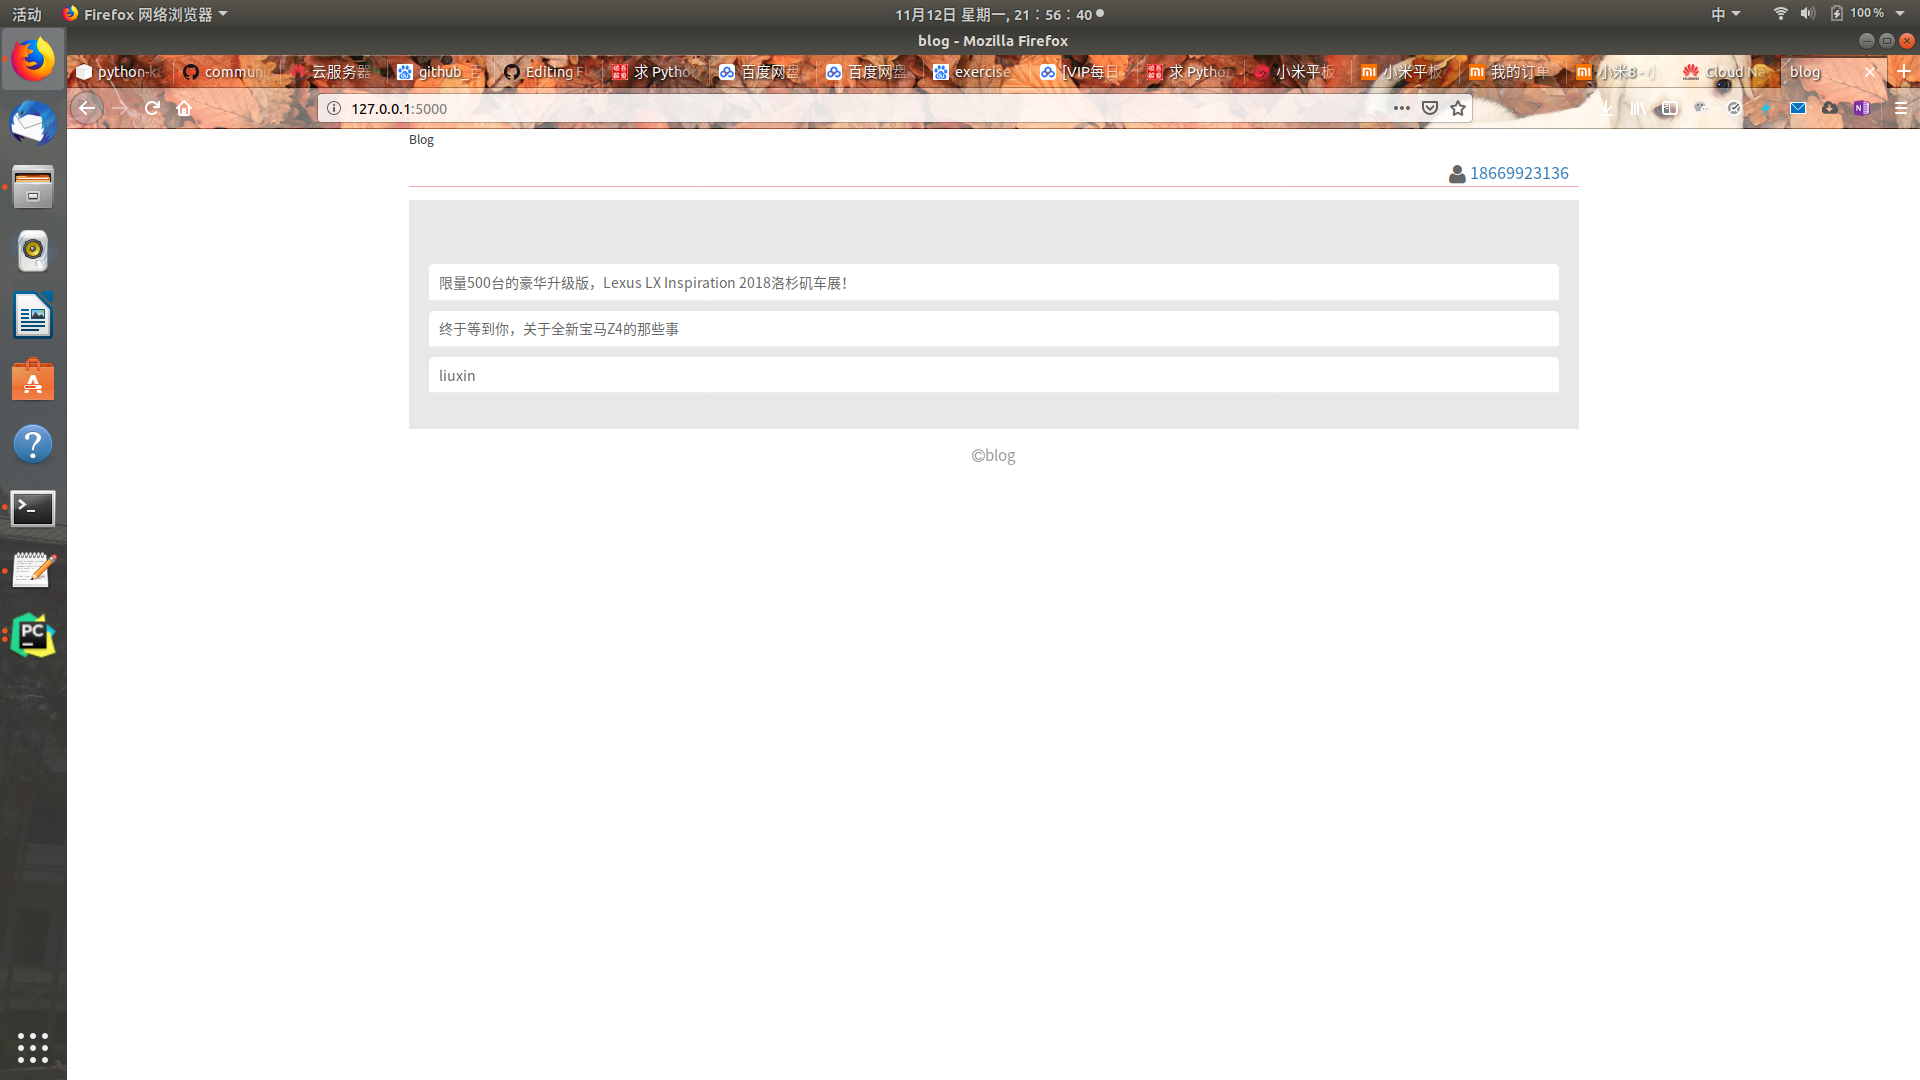 活动 Firefox 网络浏览器 11月12日 星期一, 21：56：40 中 100 %
blog - Mozilla Firefox
python-k 云服务器 github Editing F 求 Python 百度网盘 百度网盘 exercise [VIP每日 求 Python 小米平板 小米平板 我的订单 小米8 - 小 Cloud Na blog
127.0.0.1:5000
Blog
18669923136
限量500台的豪华升级版，Lexus LX Inspiration 2018洛杉矶车展！
终于等到你，关于全新宝马Z4的那些事
liuxin
©blog